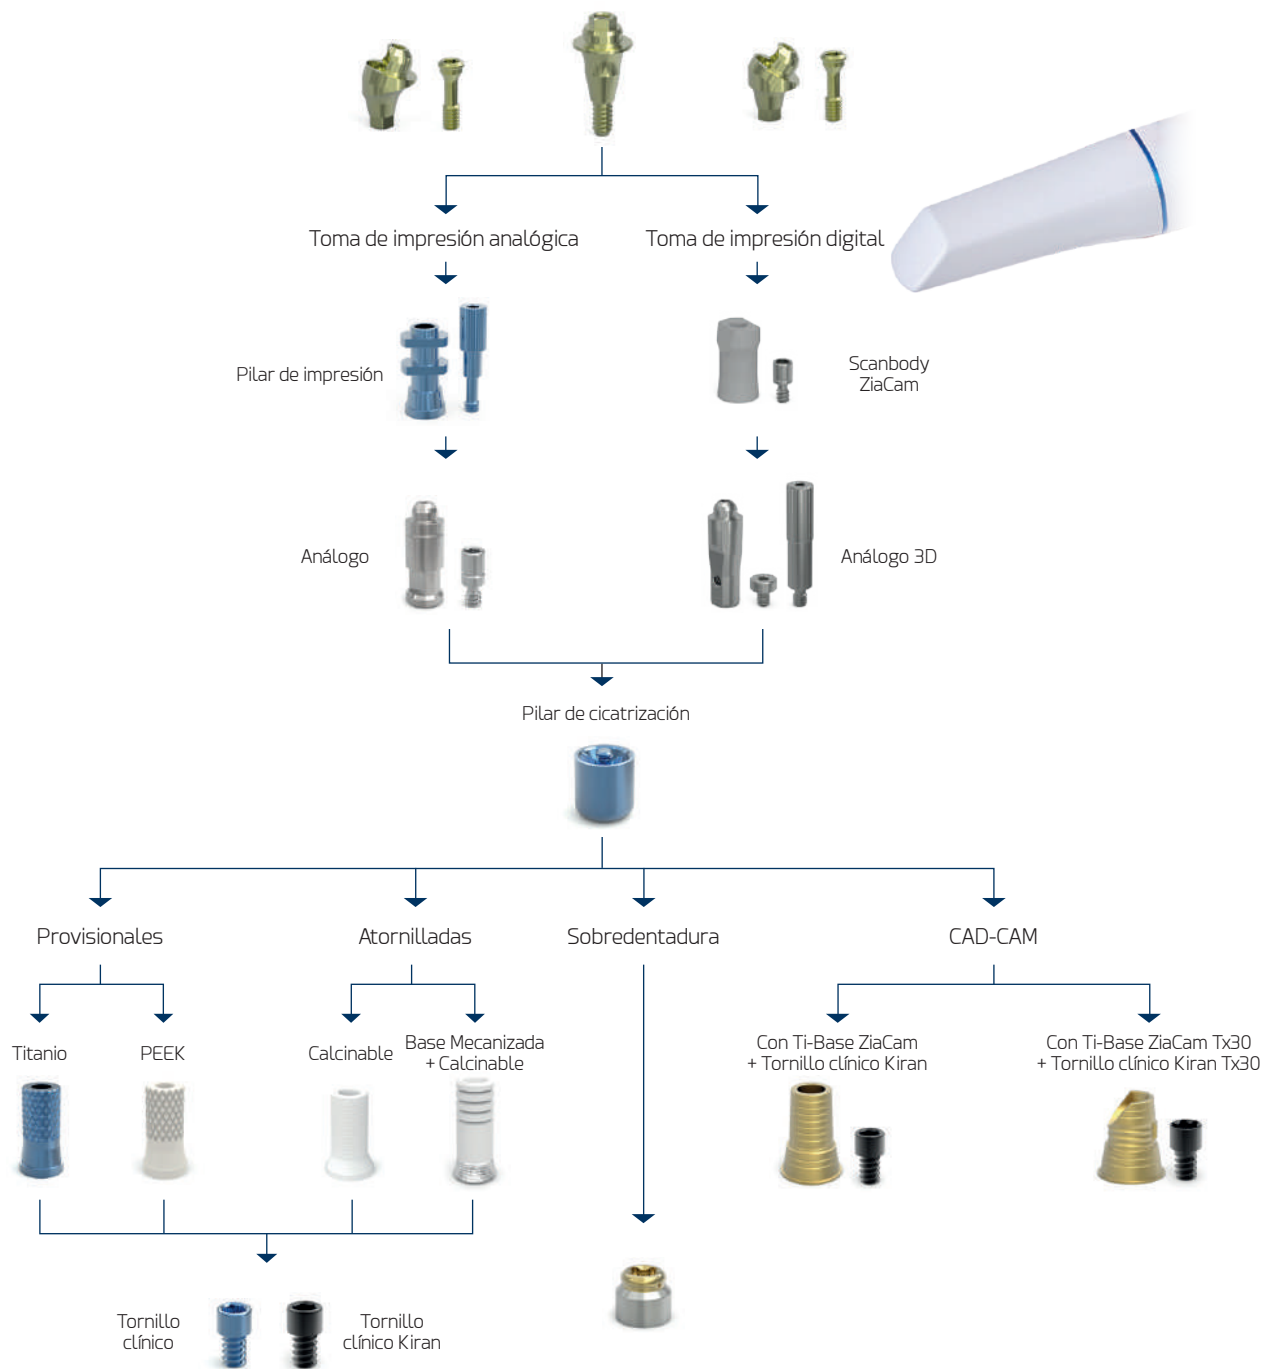 Toma de impresión analógica
Toma de impresión digital
Pilar de impresión
Scanbody
ZiaCam
Análogo
Análogo 3D
Pilar de cicatrización
Provisionales
Atornilladas
Sobredentadura
CAD-CAM
Titanio
PEEK
Calcinable
Base Mecanizada
+ Calcinable
Con Ti-Base ZiaCam
+ Tornillo clínico Kiran
Con Ti-Base ZiaCam Tx30
+ Tornillo clínico Kiran Tx30
Tornillo
clínico
Tornillo
clínico Kiran